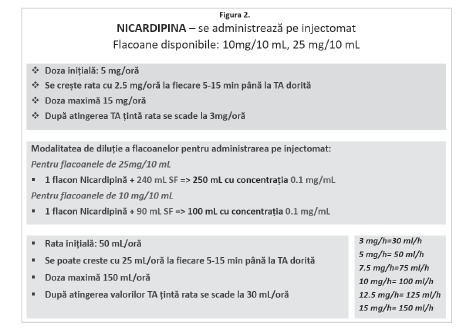 Figura 2.
NICARDIPINA – se administrează pe injectomat
Flacoane disponibile: 10mg/10 mL, 25 mg/10 mL
❖ Doza inițială: 5 mg/oră
❖ Se crește rata cu 2.5 mg/oră la fiecare 5-15 min până la TA dorită
❖ Doza maximă 15 mg/oră
❖ După atingerea TA țintă rata se scade la 3mg/oră
Modalitatea de diluție a flacoanelor pentru administrarea pe injectomat:
Pentru flacoanele de 25mg/10 mL
▪ 1 flacon Nicardipina + 240 mL SF => 250 mL cu concentrația 0.1 mg/mL
Pentru flacoanele de 10 mg/10 mL
▪ 1 flacon Nicardipină + 90 mL SF => 100 mL cu concentrația 0.1 mg/mL
▪ Rata inițială: 50 mL/oră
▪ Se poate creste cu 25 mL/oră la fiecare 5-15 min până la TA dorită
▪ Doza maximă 150 mL/oră
▪ După atingerea valorilor TA țintă rata se scade la 30 mL/oră
3 mg/h=30 ml/h
5 mg/h= 50 ml/h
7.5 mg/h=75 ml/h
10 mg/h= 100 ml/h
12.5 mg/h= 125 ml/h
15 mg/h= 150 ml/h